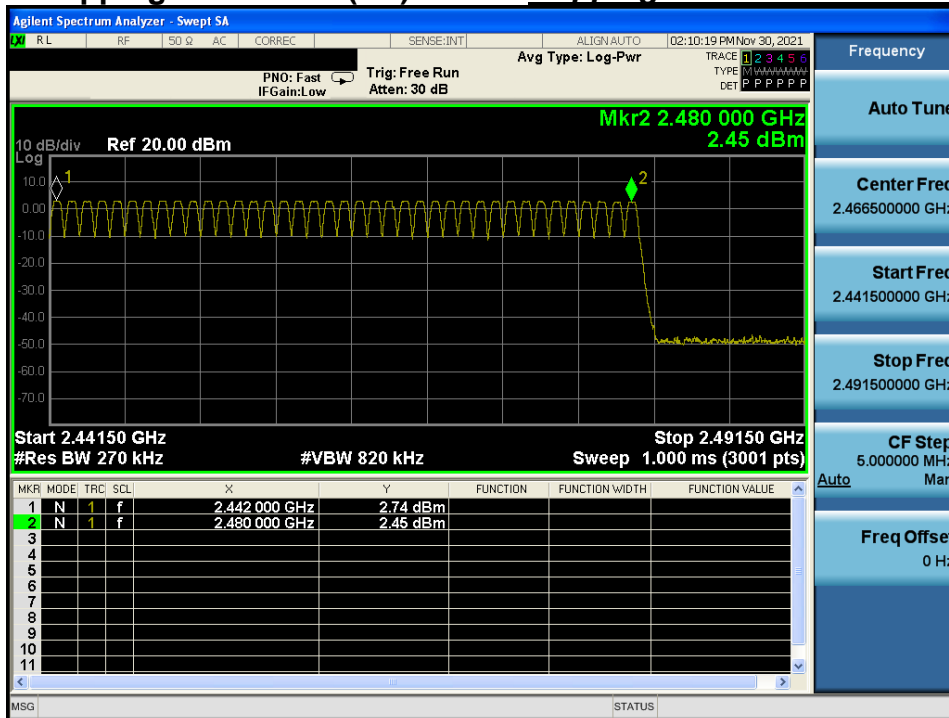 Agilent Spectrum Analyzer - Swept SA
LXI RL RF 50 Ω AC CORREC SENSE:INT ALIGN AUTO 02:10:19 PM Nov 30, 2021
PNO: Fast Trig: Free Run Avg Type: Log-Pwr TRACE 1 2 3 4 5 6
IFGain:Low Atten: 30 dB TYPE M
DET P P P P P P
Mkr2 2.480 000 GHz
2.45 dBm
10 dB/div Ref 20.00 dBm
Log
1
2
10.0
0.00
-10.0
-20.0
-30.0
-40.0
-50.0
-60.0
-70.0
Start 2.44150 GHz Stop 2.49150 GHz
#Res BW 270 kHz #VBW 820 kHz Sweep 1.000 ms (3001 pts)
MKR MODE TRC SCL X Y FUNCTION FUNCTION WIDTH FUNCTION VALUE
1 N 1 f 2.442 000 GHz 2.74 dBm
2 N 1 f 2.480 000 GHz 2.45 dBm
3
4
5
6
7
8
9
10
11
MSG STATUS
Frequency
Auto Tune
Center Freq
2.466500000 GHz
Start Freq
2.441500000 GHz
Stop Freq
2.491500000 GHz
CF Step
5.000000 MHz
Auto Man
Freq Offset
0 Hz